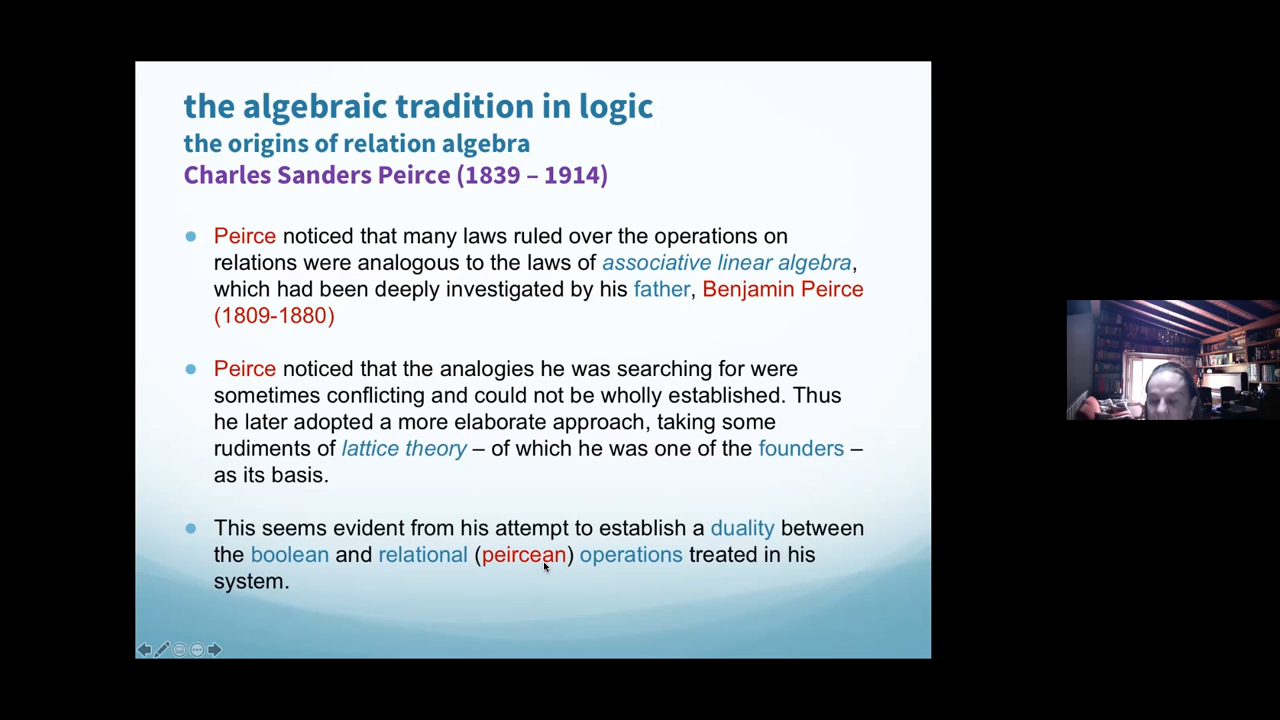 the algebraic tradition in logic
the origins of relation algebra
Charles Sanders Peirce (1839 – 1914)
Peirce noticed that many laws ruled over the operations on
relations were analogous to the laws of associative linear algebra,
which had been deeply investigated by his father, Benjamin Peirce
(1809-1880)
Peirce noticed that the analogies he was searching for were
sometimes conflicting and could not be wholly established. Thus
he later adopted a more elaborate approach, taking some
rudiments of lattice theory – of which he was one of the founders –
as its basis.
This seems evident from his attempt to establish a duality between
the boolean and relational (peircean) operations treated in his
system.